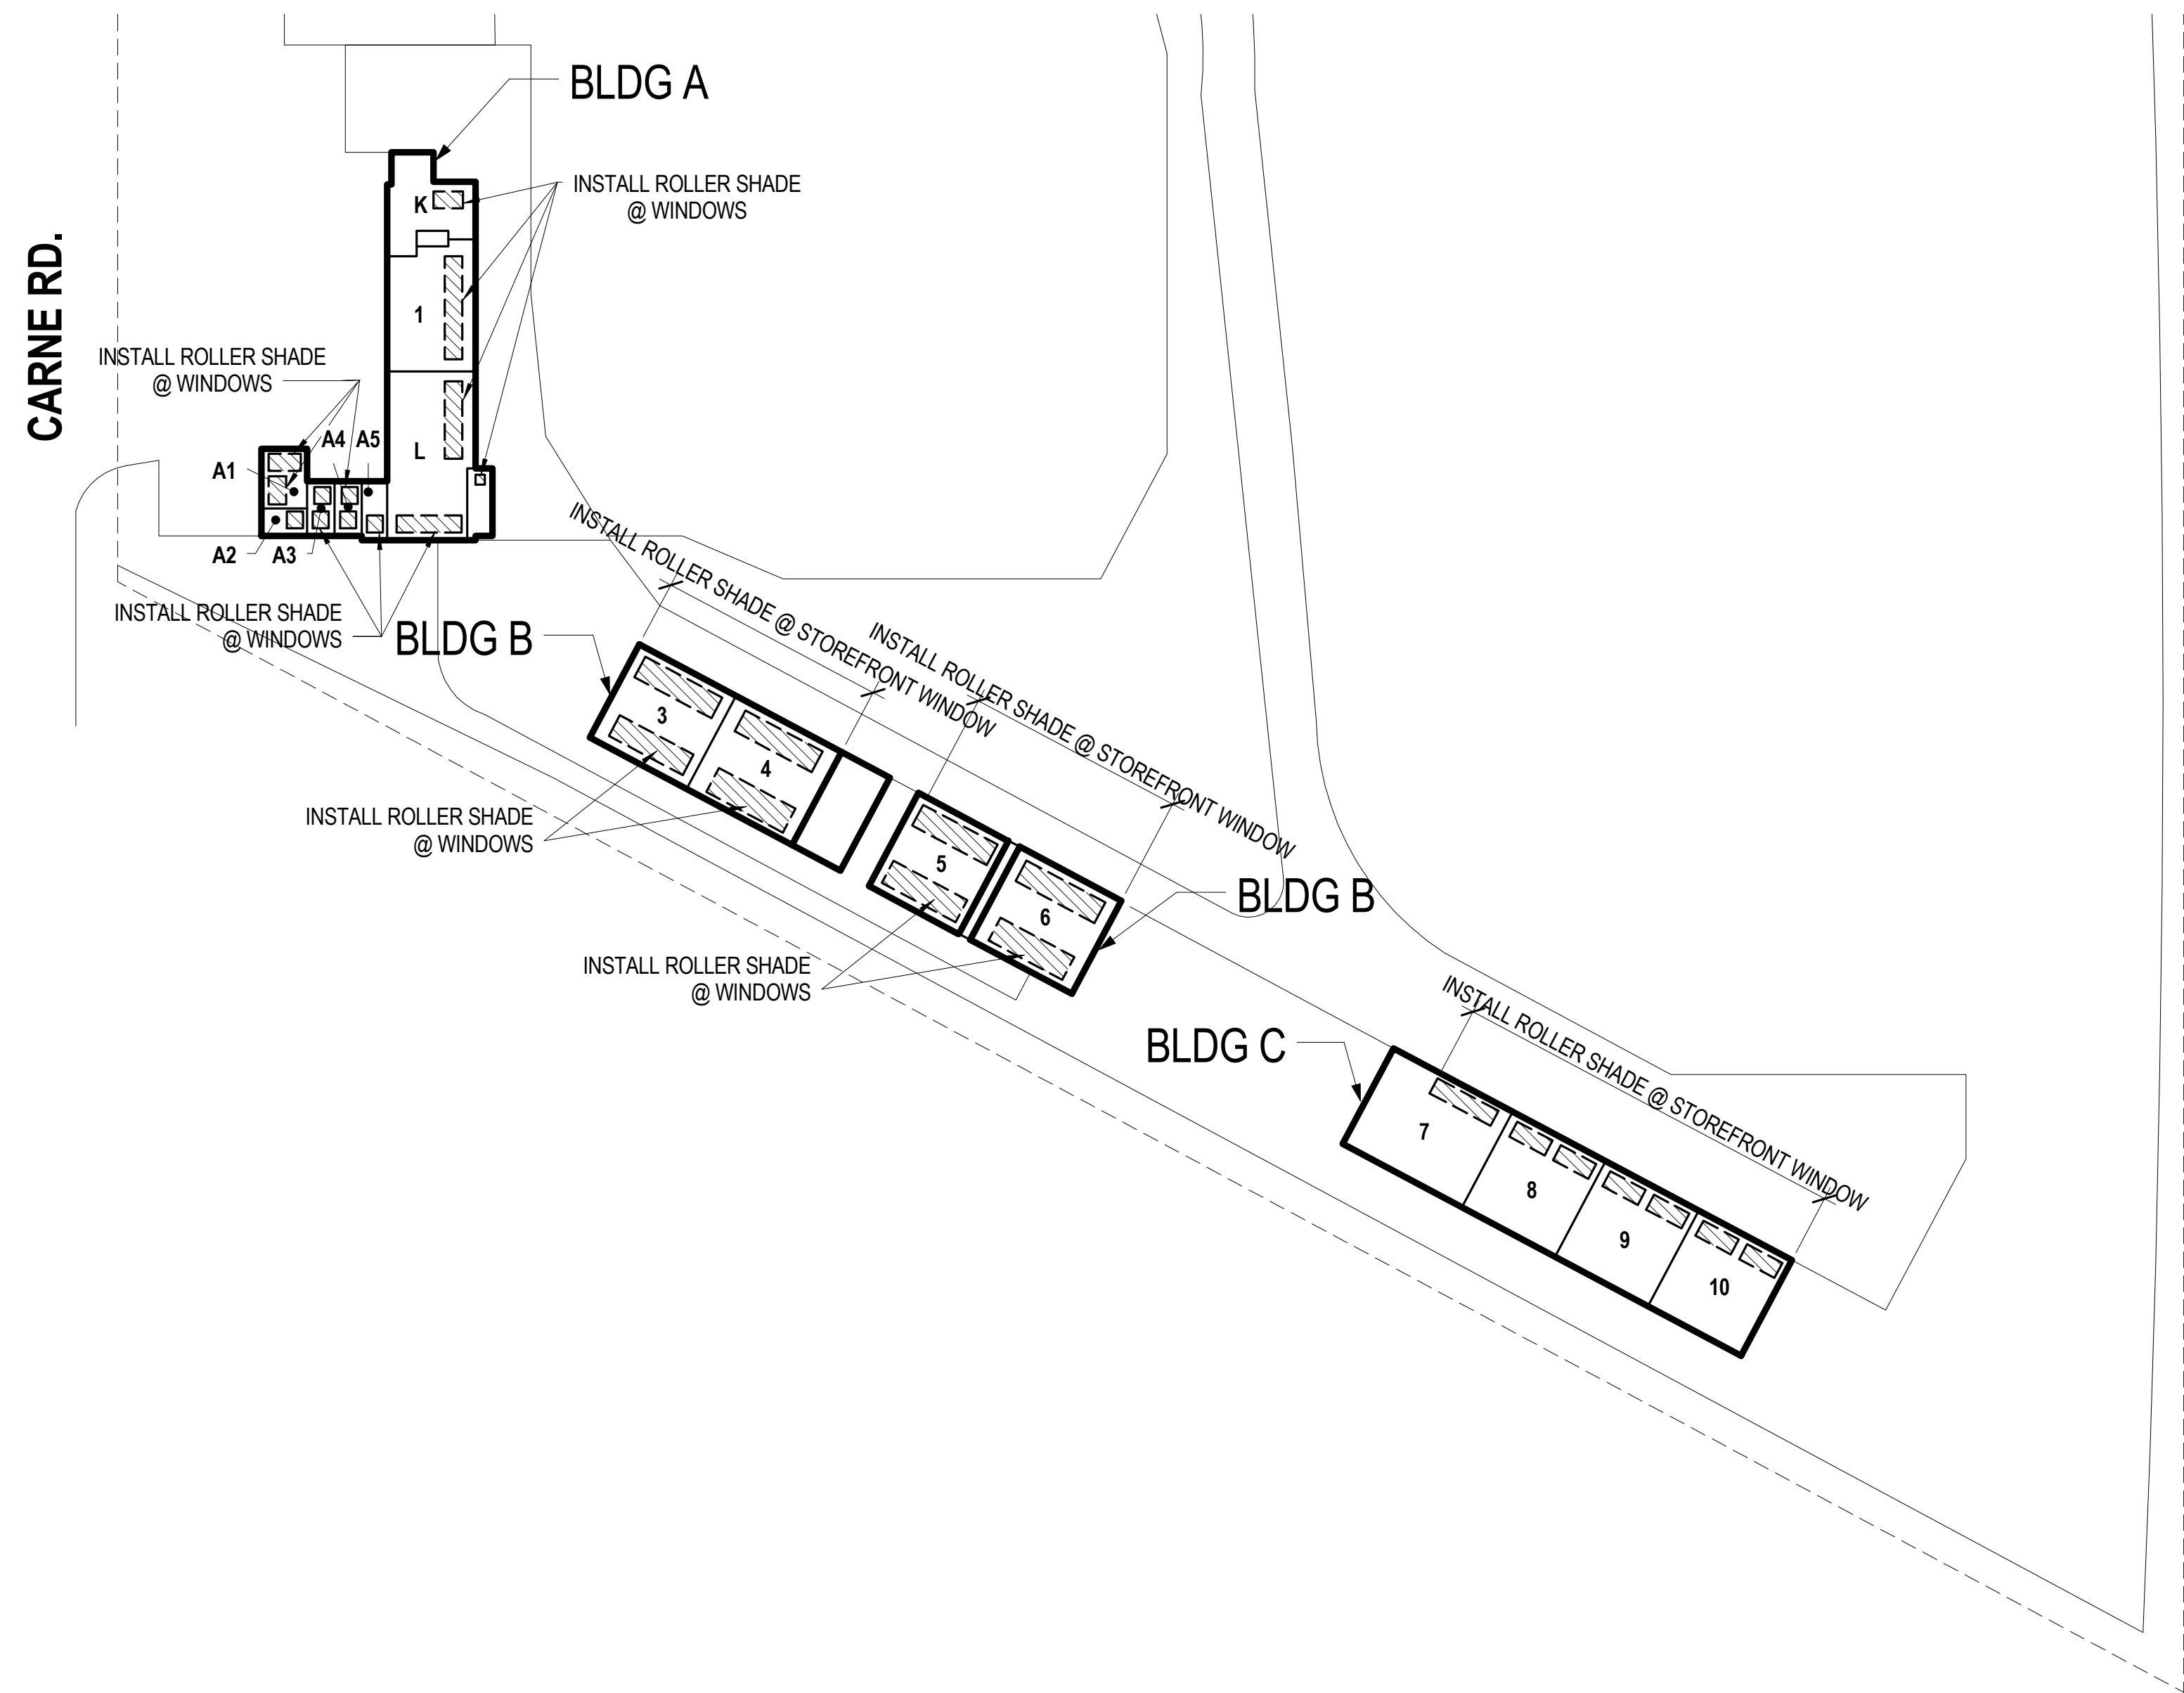 BLDG A
INSTALL ROLLER SHADE
@ WINDOWS
K
CARNE RD.
1
INSTALL ROLLER SHADE
@ WINDOWS
A4
A5
L
A1
A2
A3
INSTALL ROLLER SHADE @ STOREFRONT WINDOW
INSTALL ROLLER SHADE
@ WINDOWS
BLDG B
INSTALL ROLLER SHADE @ STOREFRONT WINDOW
3
4
INSTALL ROLLER SHADE
@ WINDOWS
5
6
BLDG B
INSTALL ROLLER SHADE
@ WINDOWS
BLDG C
INSTALL ROLLER SHADE @ STOREFRONT WINDOW
7
8
9
10